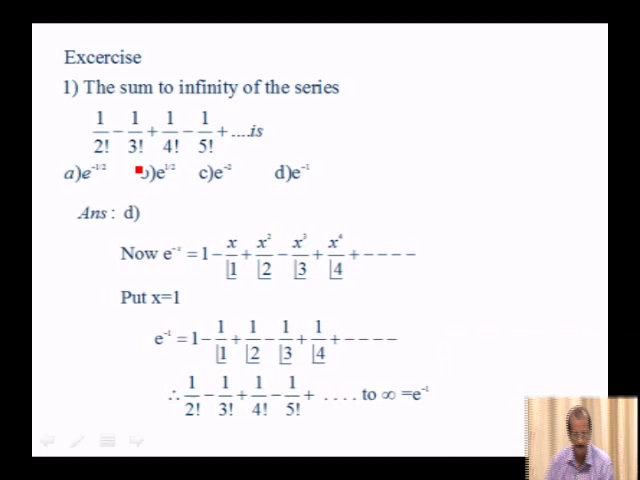 Excercise
1) The sum to infinity of the series
1/2! − 1/3! + 1/4! − 1/5! + ....is
a)e^{-1/2} b)e^{1/2} c)e^{-2} d)e^{-1}
Ans : d)
Now e^{-x} = 1 − x/⌊1 + x²/⌊2 − x³/⌊3 + x⁴/⌊4 + − − − −
Put x=1
e^{-1} = 1 − 1/⌊1 + 1/⌊2 − 1/⌊3 + 1/⌊4 + − − − −
∴ 1/2! − 1/3! + 1/4! − 1/5! + . . . . to ∞ =e^{-1}